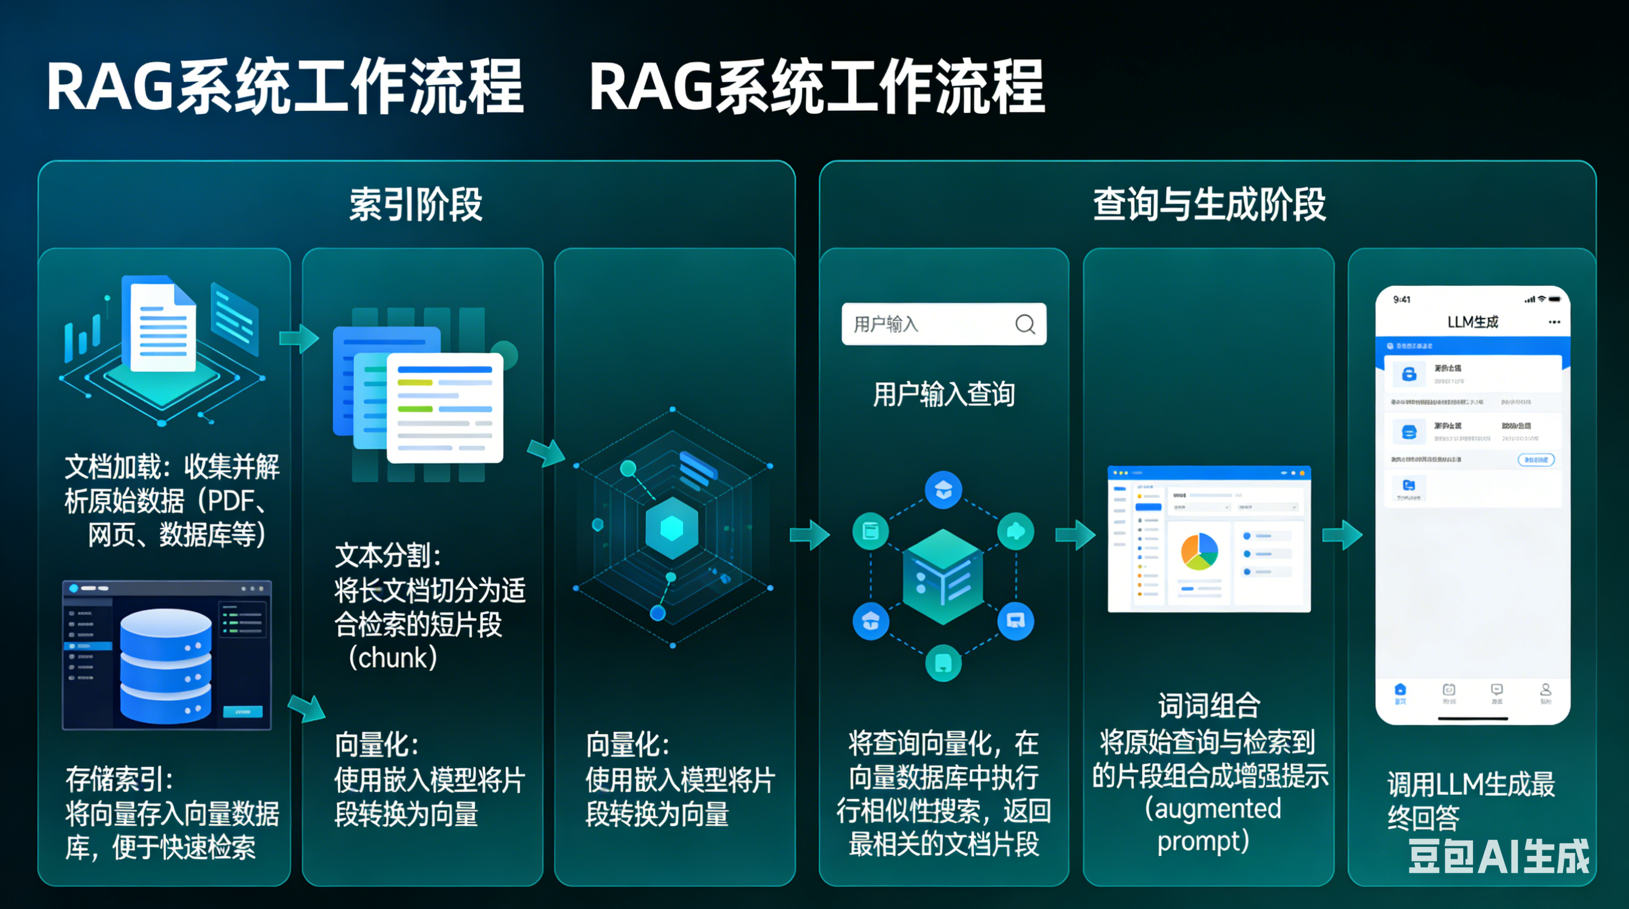 RAG系统工作流程 RAG系统工作流程
索引阶段
文档加载：收集并解
析原始数据（PDF、
网页、数据库等）
存储索引：
将向量存入向量数据
库，便于快速检索
文本分割：
将长文档切分为适
合检索的短片段
（chunk）
向量化：
使用嵌入模型将片
段转换为向量
向量化：
使用嵌入模型将片
段转换为向量
查询与生成阶段
用户输入
用户输入查询
将查询向量化，在
向量数据库中执行
行相似性搜索，返回
最相关的文档片段
词词组合
将原始查询与检索到
的片段组合成增强提示
（augmented
prompt）
9:41
LLM生成
调用LLM生成最
终回答
豆包AI生成